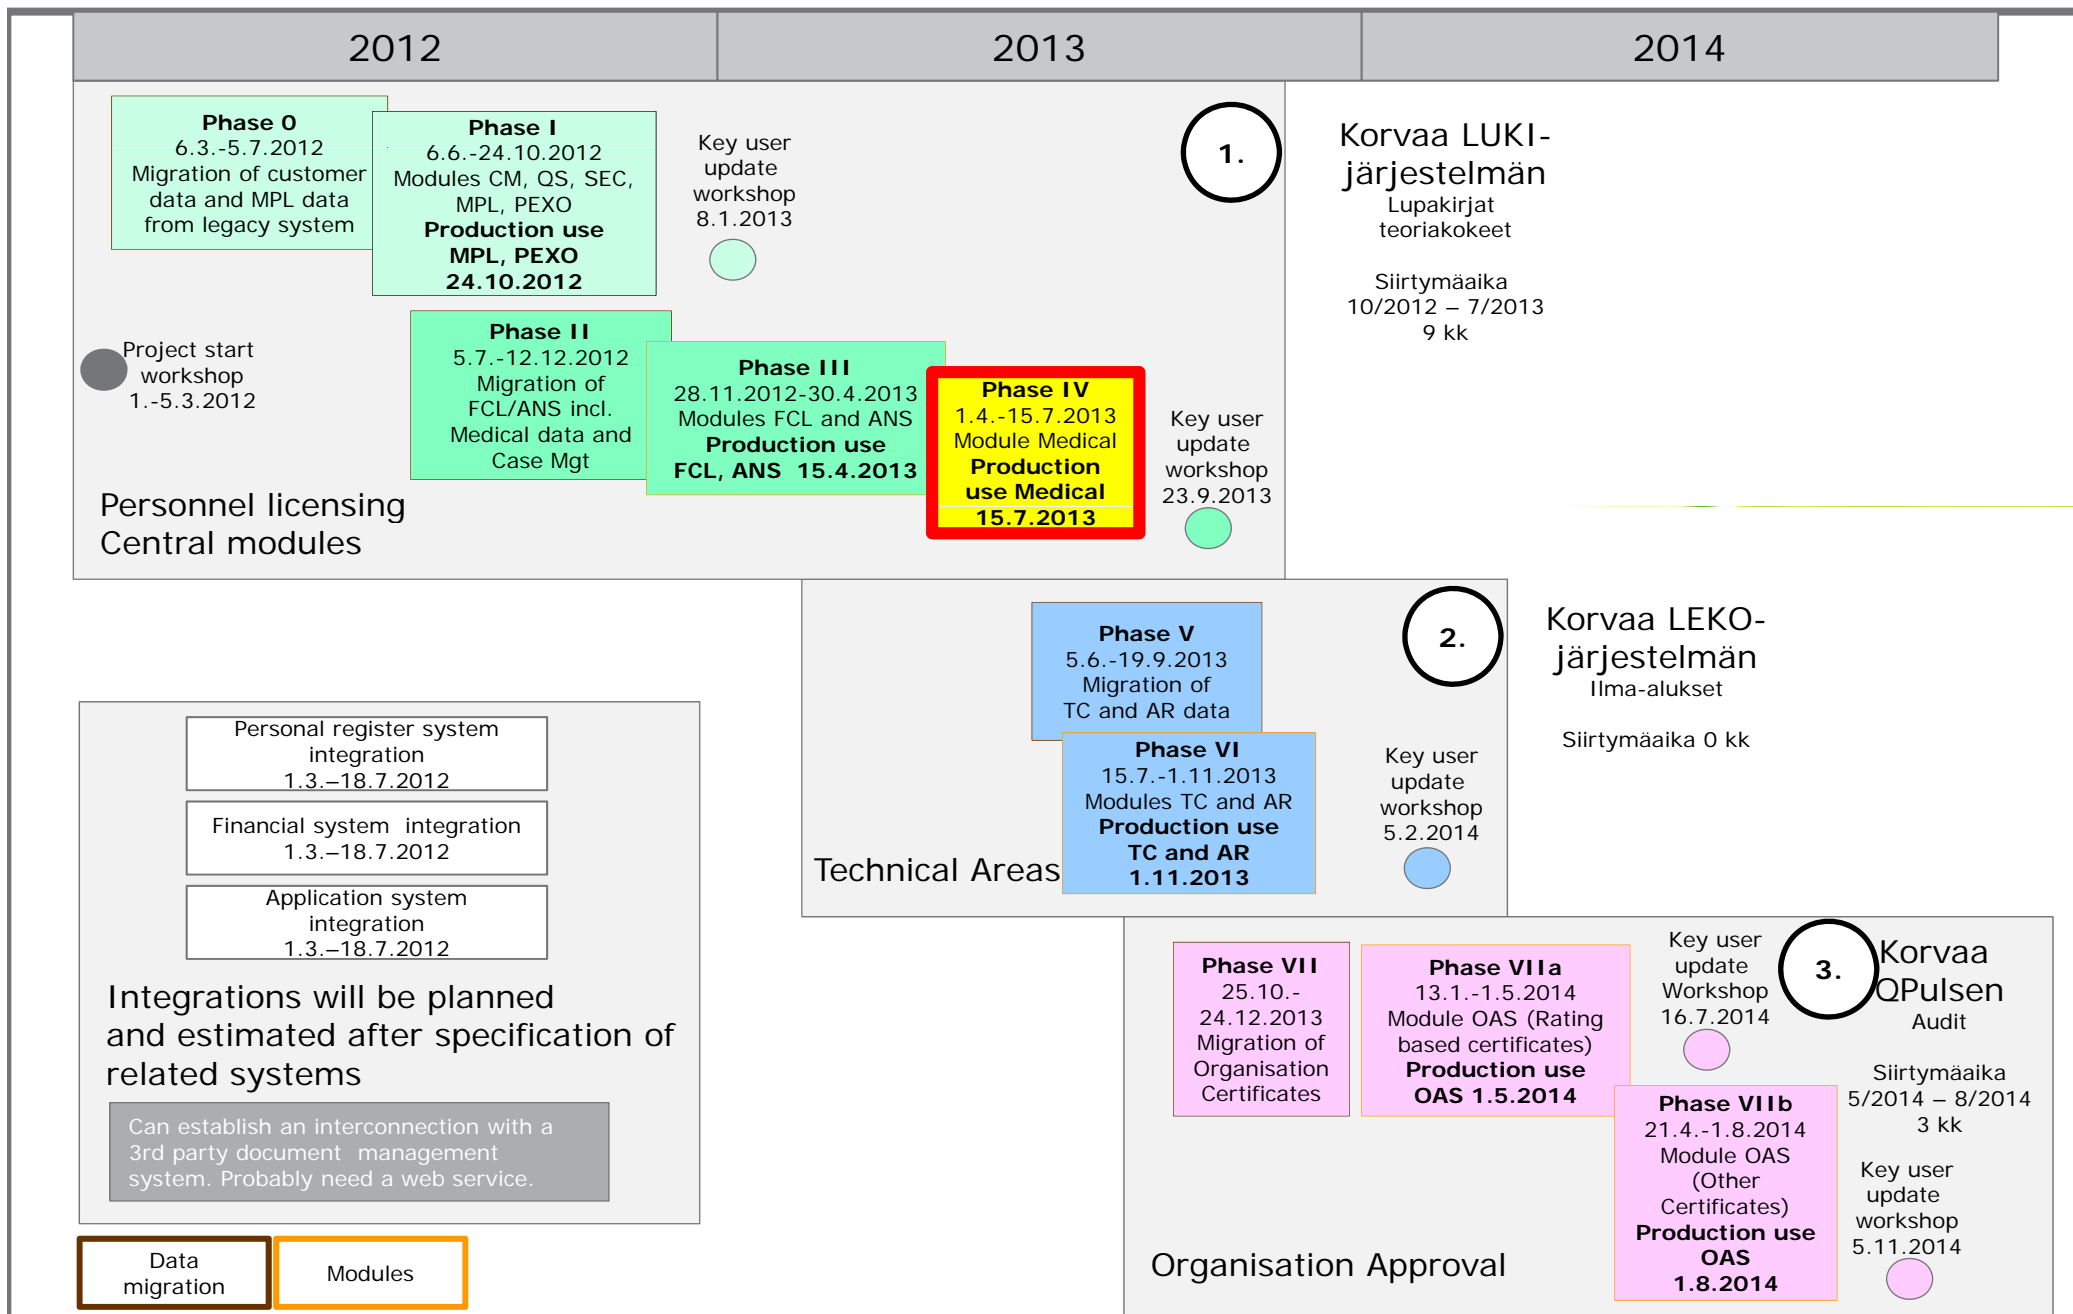 2012
2013
2014
Phase 0
6.3.-5.7.2012
Migration of customer
data and MPL data
from legacy system
Phase I
6.6.-24.10.2012
Modules CM, QS, SEC,
MPL, PEXO
Production use
MPL, PEXO
24.10.2012
Key user
update
workshop
8.1.2013
1.
Korvaa LUKI-
järjestelmän
Lupakirjat
teoriakokeet
Siirtymäaika
10/2012 – 7/2013
9 kk
Project start
workshop
1.-5.3.2012
Phase II
5.7.-12.12.2012
Migration of
FCL/ANS incl.
Medical data and
Case Mgt
Phase III
28.11.2012-30.4.2013
Modules FCL and ANS
Production use
FCL, ANS 15.4.2013
Phase IV
1.4.-15.7.2013
Module Medical
Production
use Medical
15.7.2013
Key user
update
workshop
23.9.2013
Personnel licensing
Central modules
Phase V
5.6.-19.9.2013
Migration of
TC and AR data
2.
Korvaa LEKO-
järjestelmän
Ilma-alukset
Siirtymäaika 0 kk
Phase VI
15.7.-1.11.2013
Modules TC and AR
Production use
TC and AR
1.11.2013
Key user
update
workshop
5.2.2014
Technical Areas
Personal register system
integration
1.3.–18.7.2012
Financial system integration
1.3.–18.7.2012
Application system
integration
1.3.–18.7.2012
Integrations will be planned
and estimated after specification of
related systems
Can establish an interconnection with a
3rd party document management
system. Probably need a web service.
Phase VII
25.10.-
24.12.2013
Migration of
Organisation
Certificates
Phase VIIa
13.1.-1.5.2014
Module OAS (Rating
based certificates)
Production use
OAS 1.5.2014
Key user
update
Workshop
16.7.2014
3.
Korvaa
QPulsen
Audit
Siirtymäaika
5/2014 – 8/2014
3 kk
Phase VIIb
21.4.-1.8.2014
Module OAS
(Other
Certificates)
Production use
OAS
1.8.2014
Key user
update
workshop
5.11.2014
Organisation Approval
Data
migration
Modules